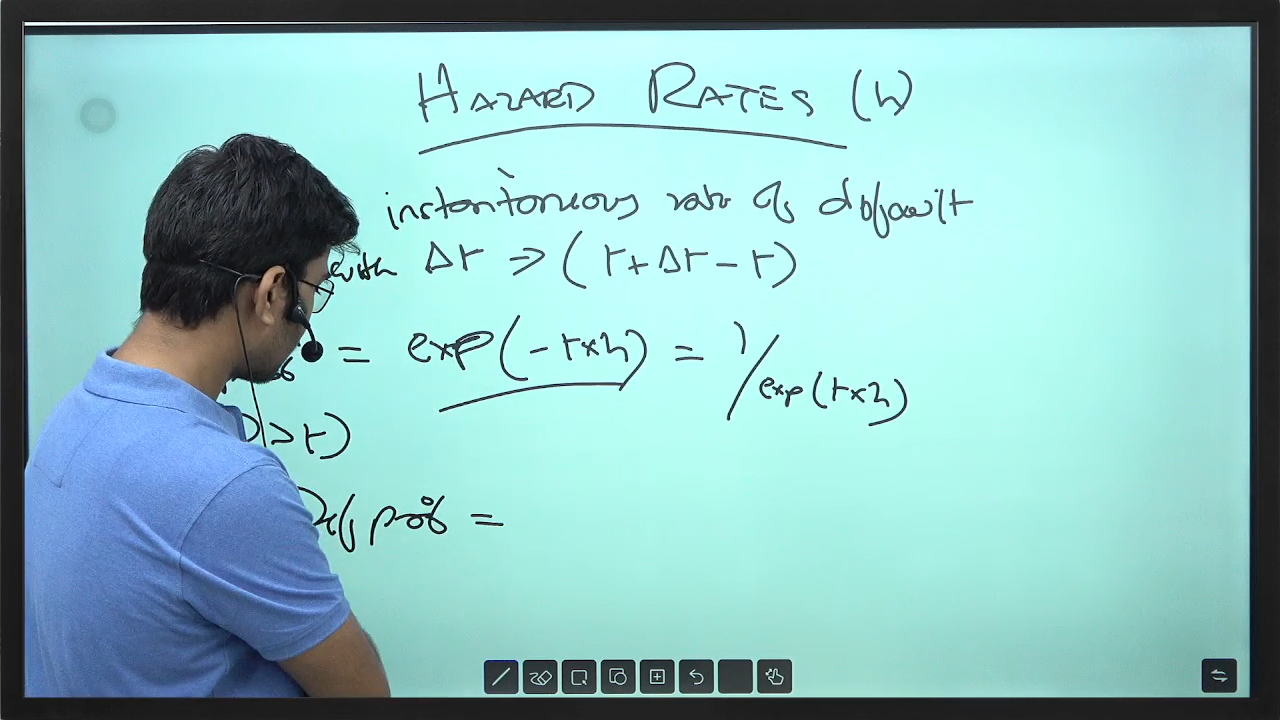 HAZARD RATES (h)
instantaneous rate of default
with Δt ⇒ (t+Δt-t)
= exp(-t×h) = 1/exp(t×h)
>t)
Def prob =